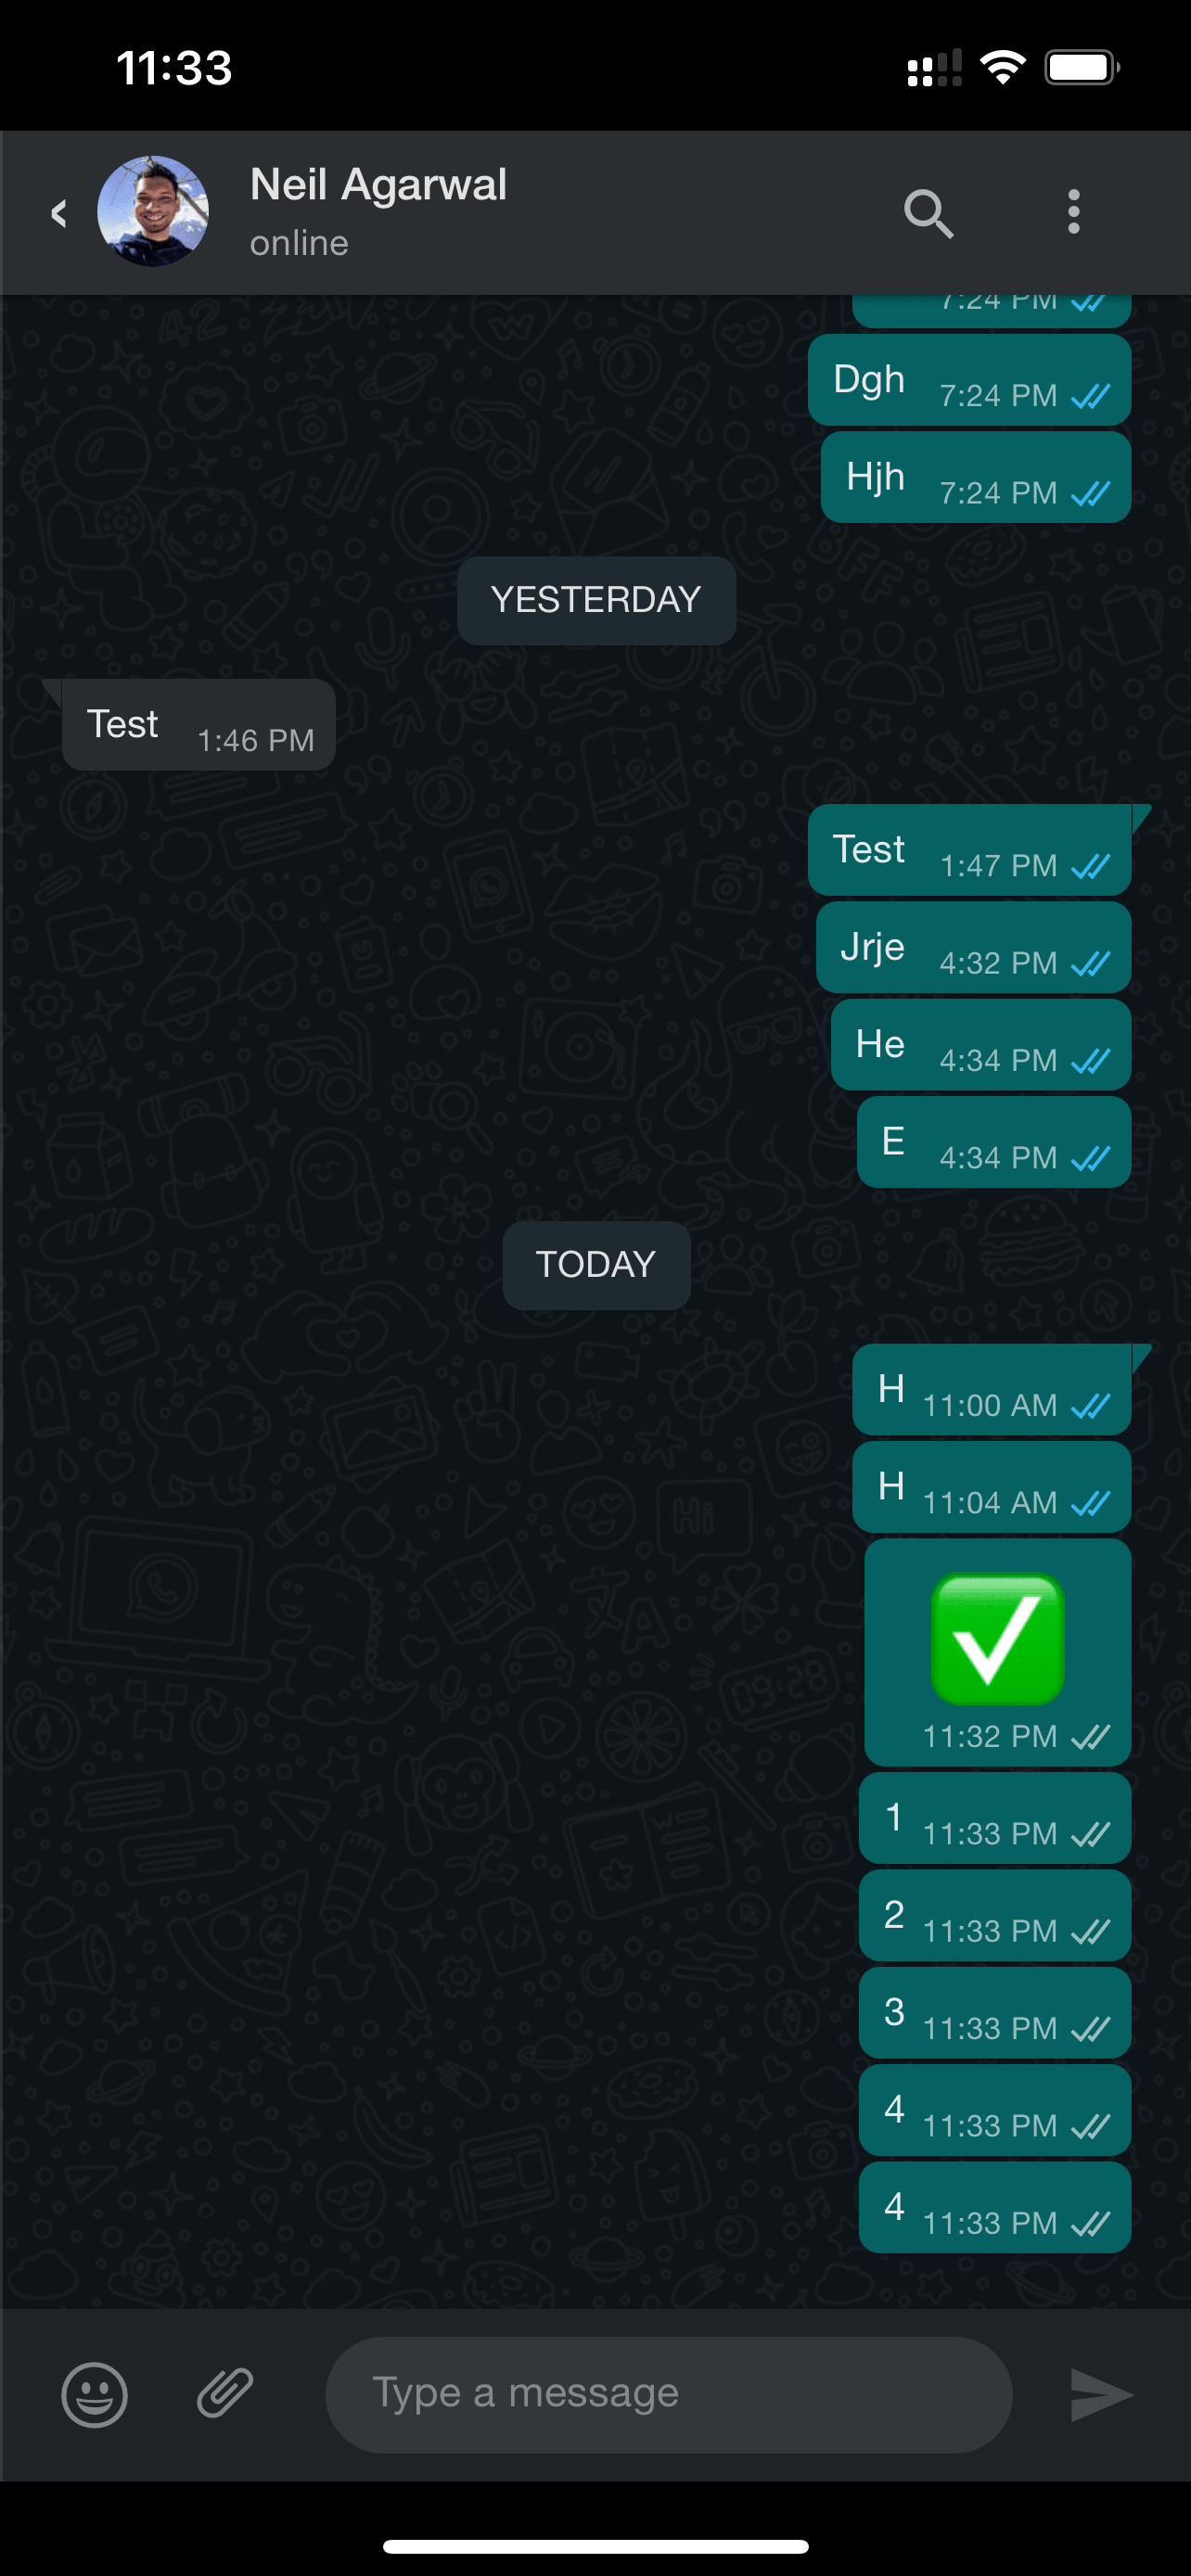 11:33
Neil Agarwal
online
7:24 PM
Dgh 7:24 PM
Hjh 7:24 PM
YESTERDAY
Test 1:46 PM
Test 1:47 PM
Jrje 4:32 PM
He 4:34 PM
E 4:34 PM
TODAY
H 11:00 AM
H 11:04 AM
✅
11:32 PM
1 11:33 PM
2 11:33 PM
3 11:33 PM
4 11:33 PM
4 11:33 PM
Type a message